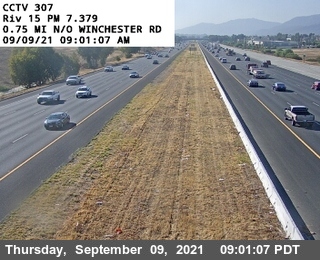 CCTV 307
Riv 15 PM 7.379
0.75 MI N/O WINCHESTER RD
09/09/21 09:01:07 AM
Thursday, September 09, 2021 09:01:07 PDT